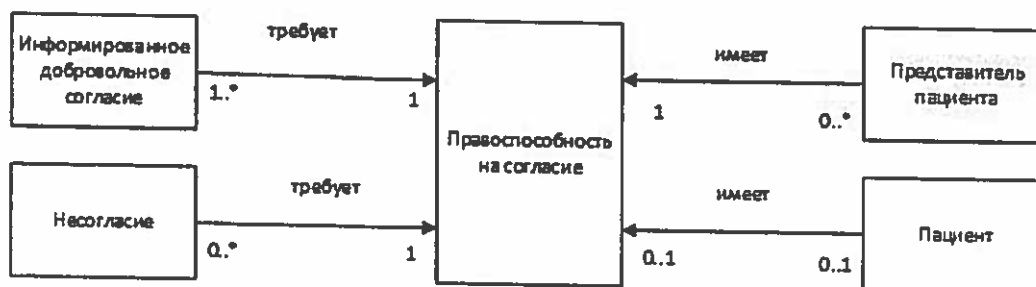 Информированное
добровольное
согласие
требует
1..*
1
Несогласие
требует
0..*
1
Правоспособность
на согласие
имеет
1
0..*
Представитель
пациента
имеет
0..1
0..1
Пациент